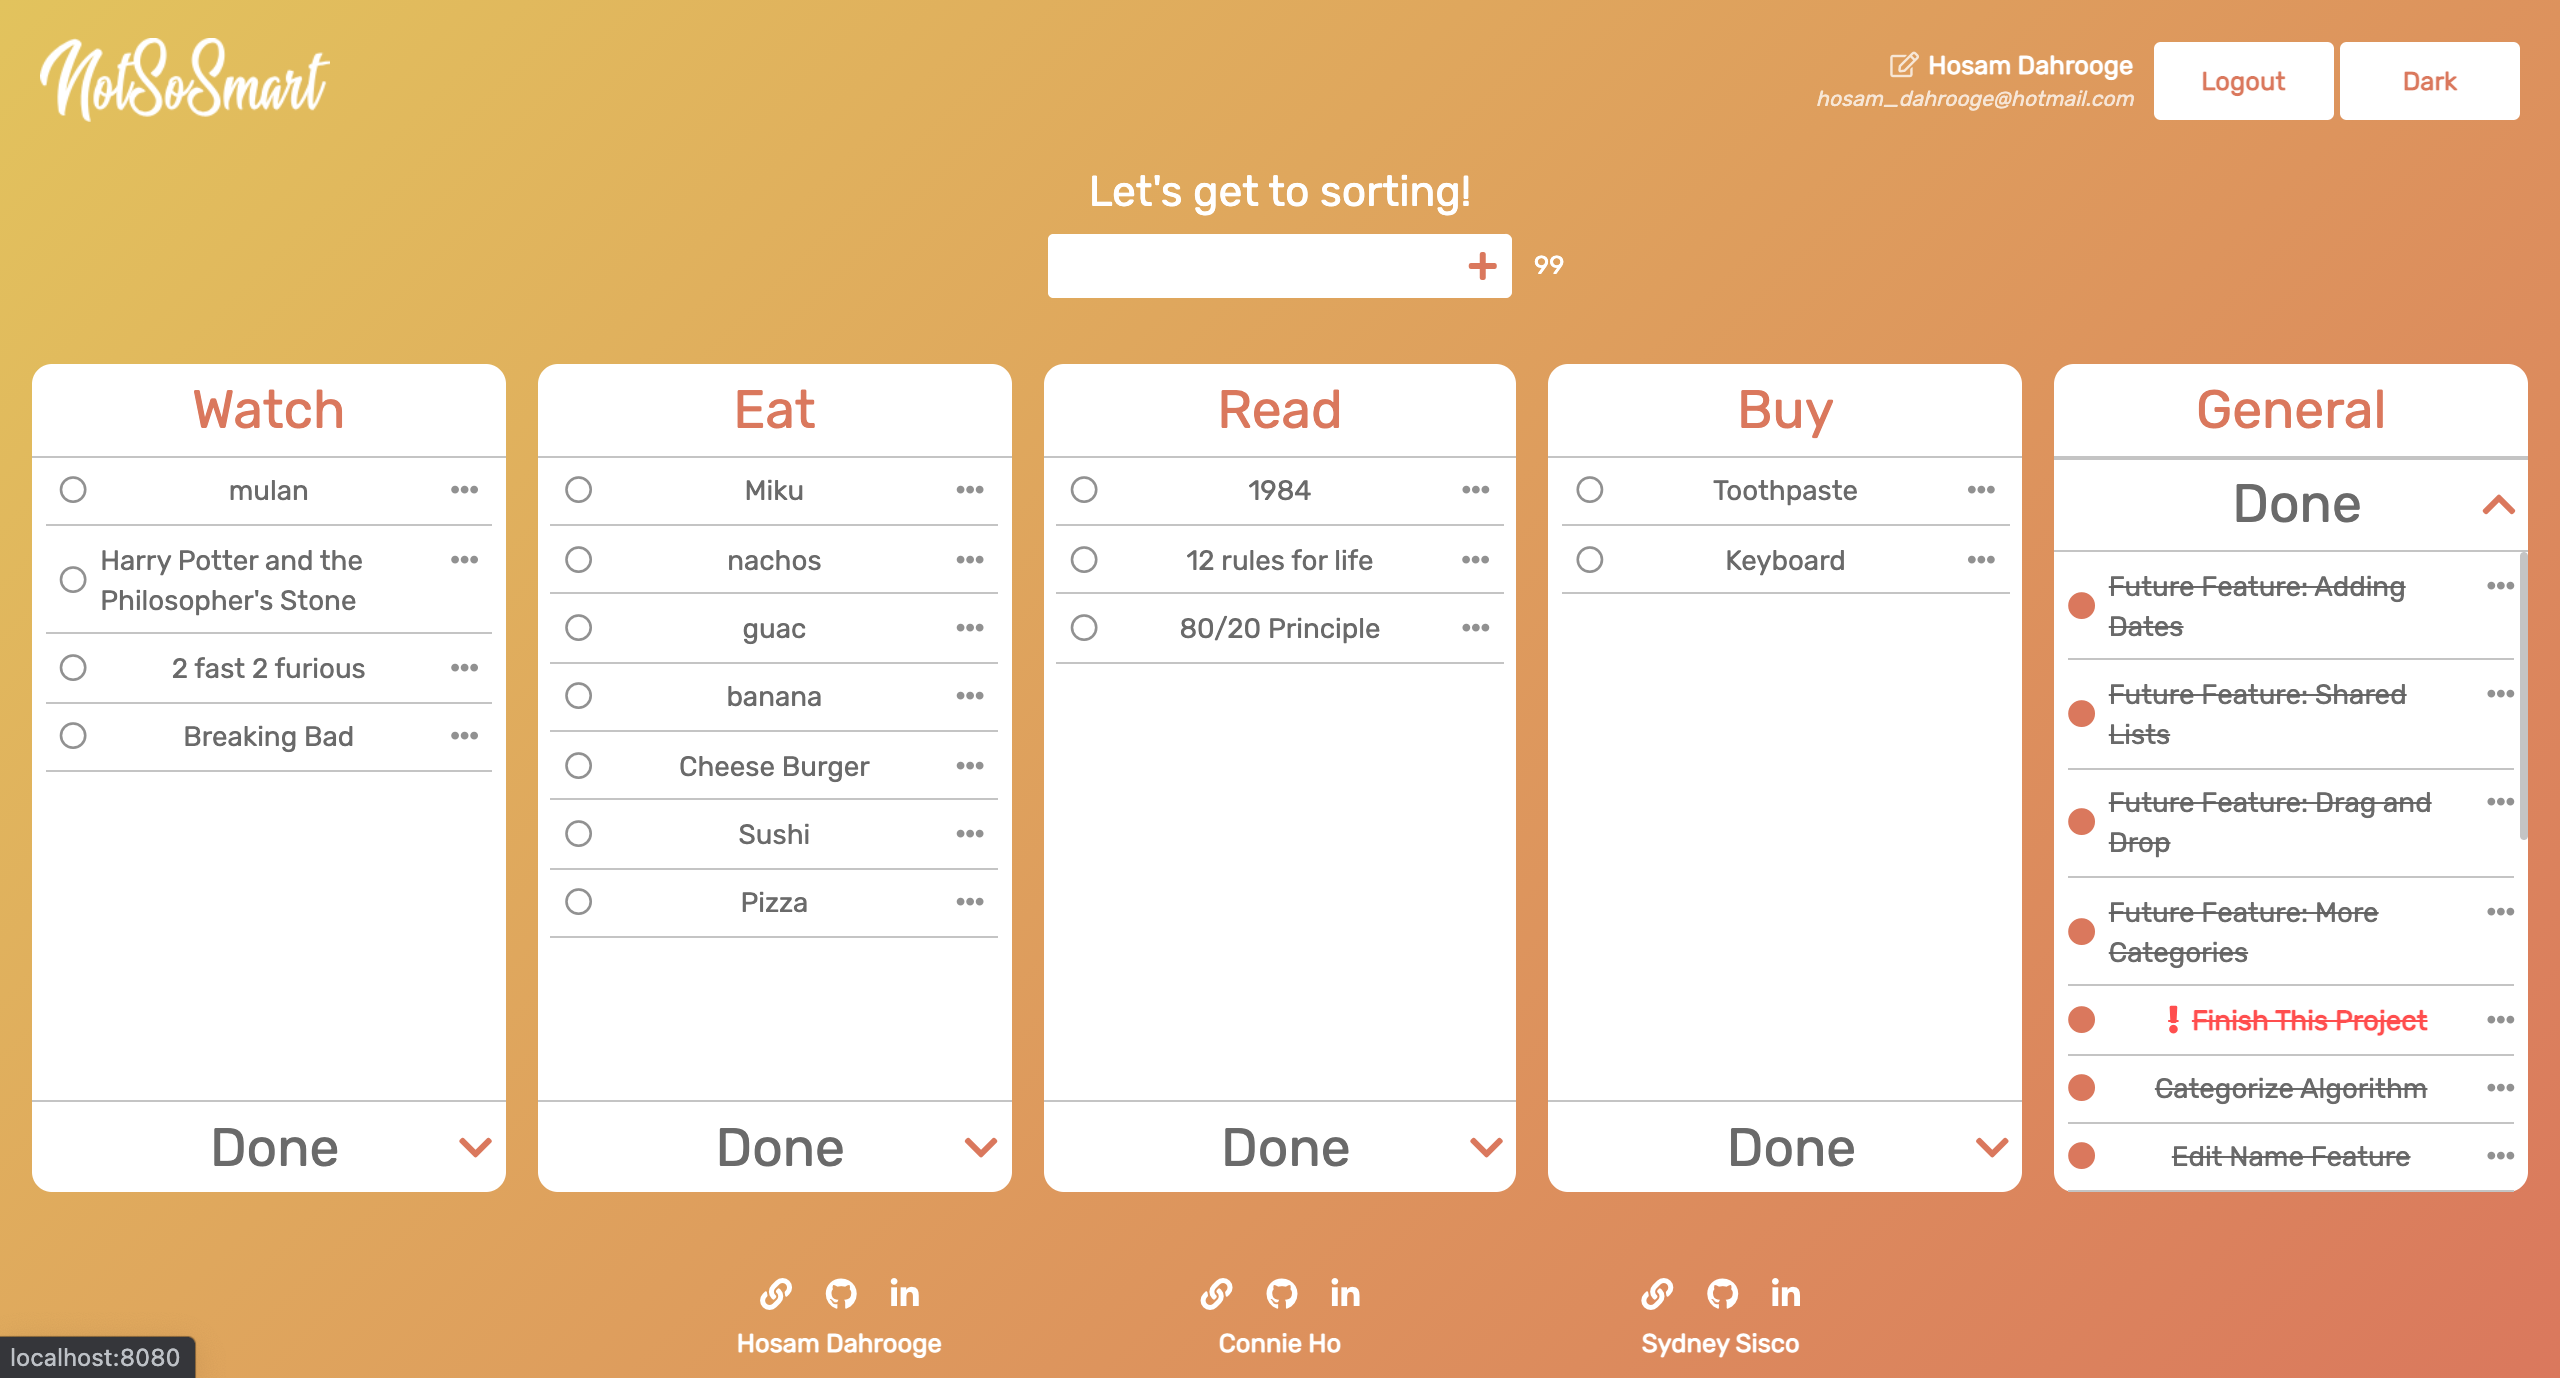 NotSoSmart
Hosam Dahrooge
hosam_dahrooge@hotmail.com
Logout
Dark
Let's get to sorting!
99
Watch
mulan
Harry Potter and the
Philosopher's Stone
2 fast 2 furious
Breaking Bad
Done
Eat
Miku
nachos
guac
banana
Cheese Burger
Sushi
Pizza
Done
Read
1984
12 rules for life
80/20 Principle
Done
Buy
Toothpaste
Keyboard
Done
General
Done
Future Feature: Adding
Dates
Future Feature: Shared
Lists
Future Feature: Drag and
Drop
Future Feature: More
Categories
! Finish This Project
Categorize Algorithm
Edit Name Feature
Hosam Dahrooge
Connie Ho
Sydney Sisco
localhost:8080